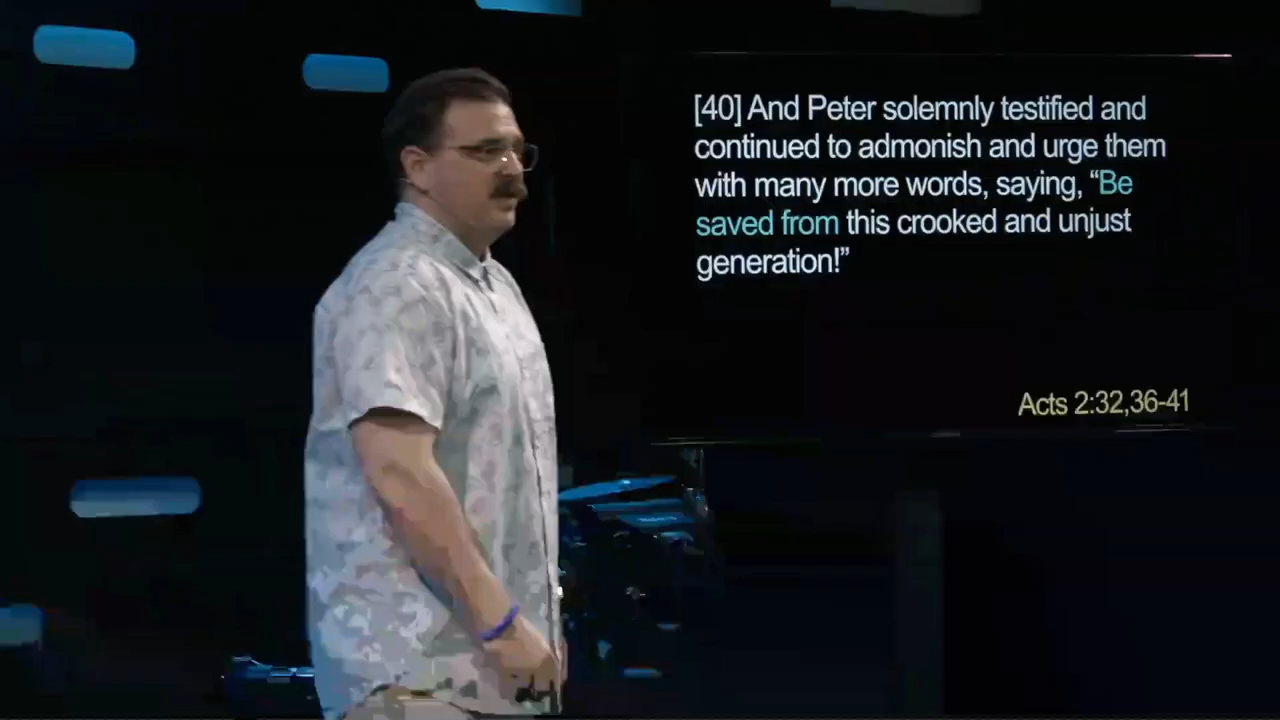 [40] And Peter solemnly testified and
continued to admonish and urge them
with many more words, saying, “Be
saved from this crooked and unjust
generation!”
Acts 2:32,36-41